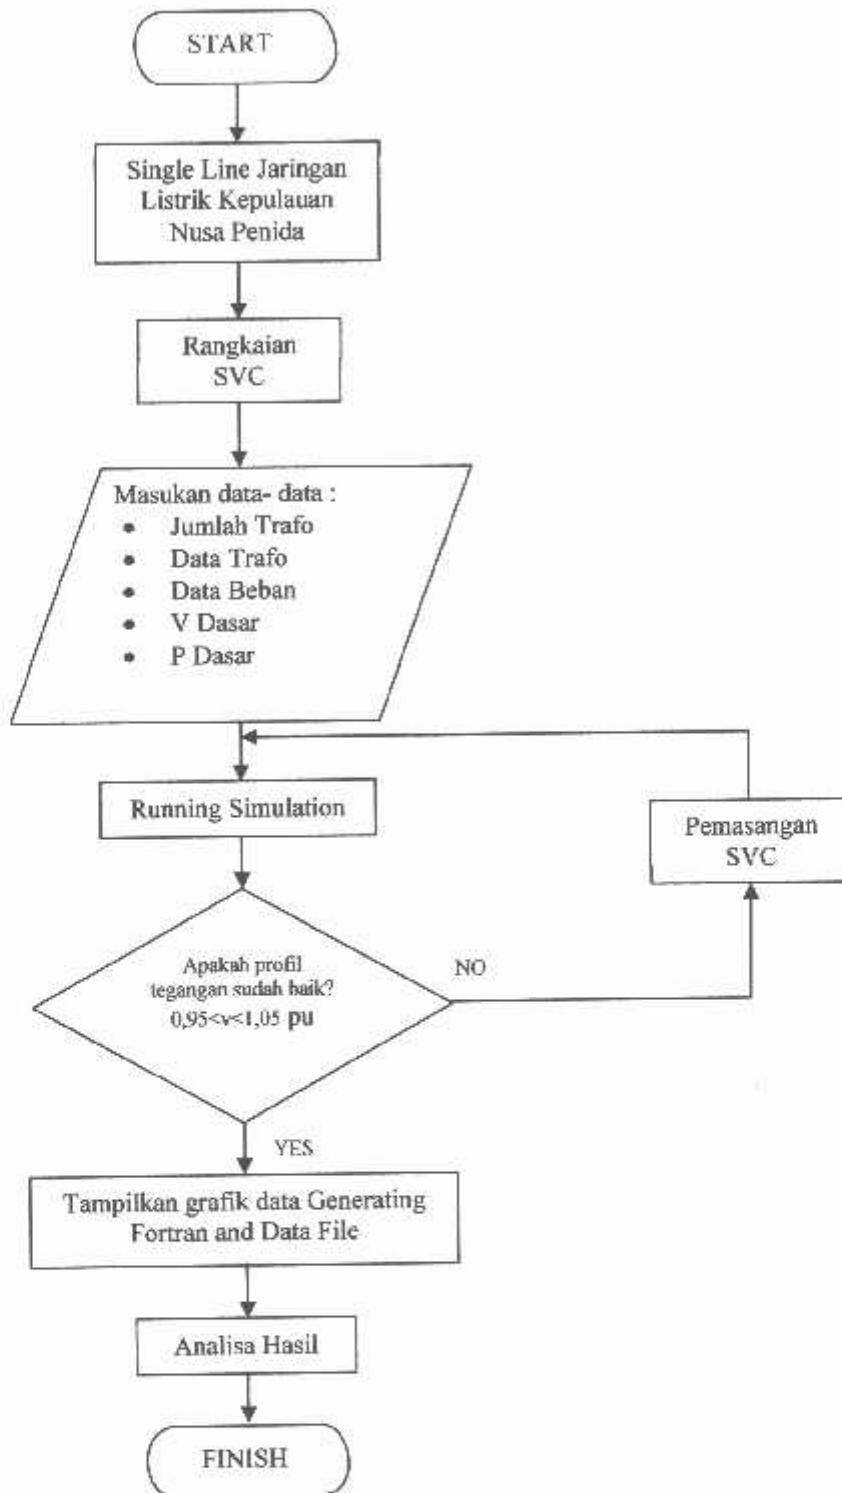 START
Single Line Jaringan
Listrik Kepulauan
Nusa Penida
Rangkaian
SVC
Masukan data- data :
• Jumlah Trafo
• Data Trafo
• Data Beban
• V Dasar
• P Dasar
Running Simulation
Pemasangan
SVC
Apakah profil
tegangan sudah baik?
0,95<v<1,05 pu
NO
YES
Tampilkan grafik data Generating
Fortran and Data File
Analisa Hasil
FINISH